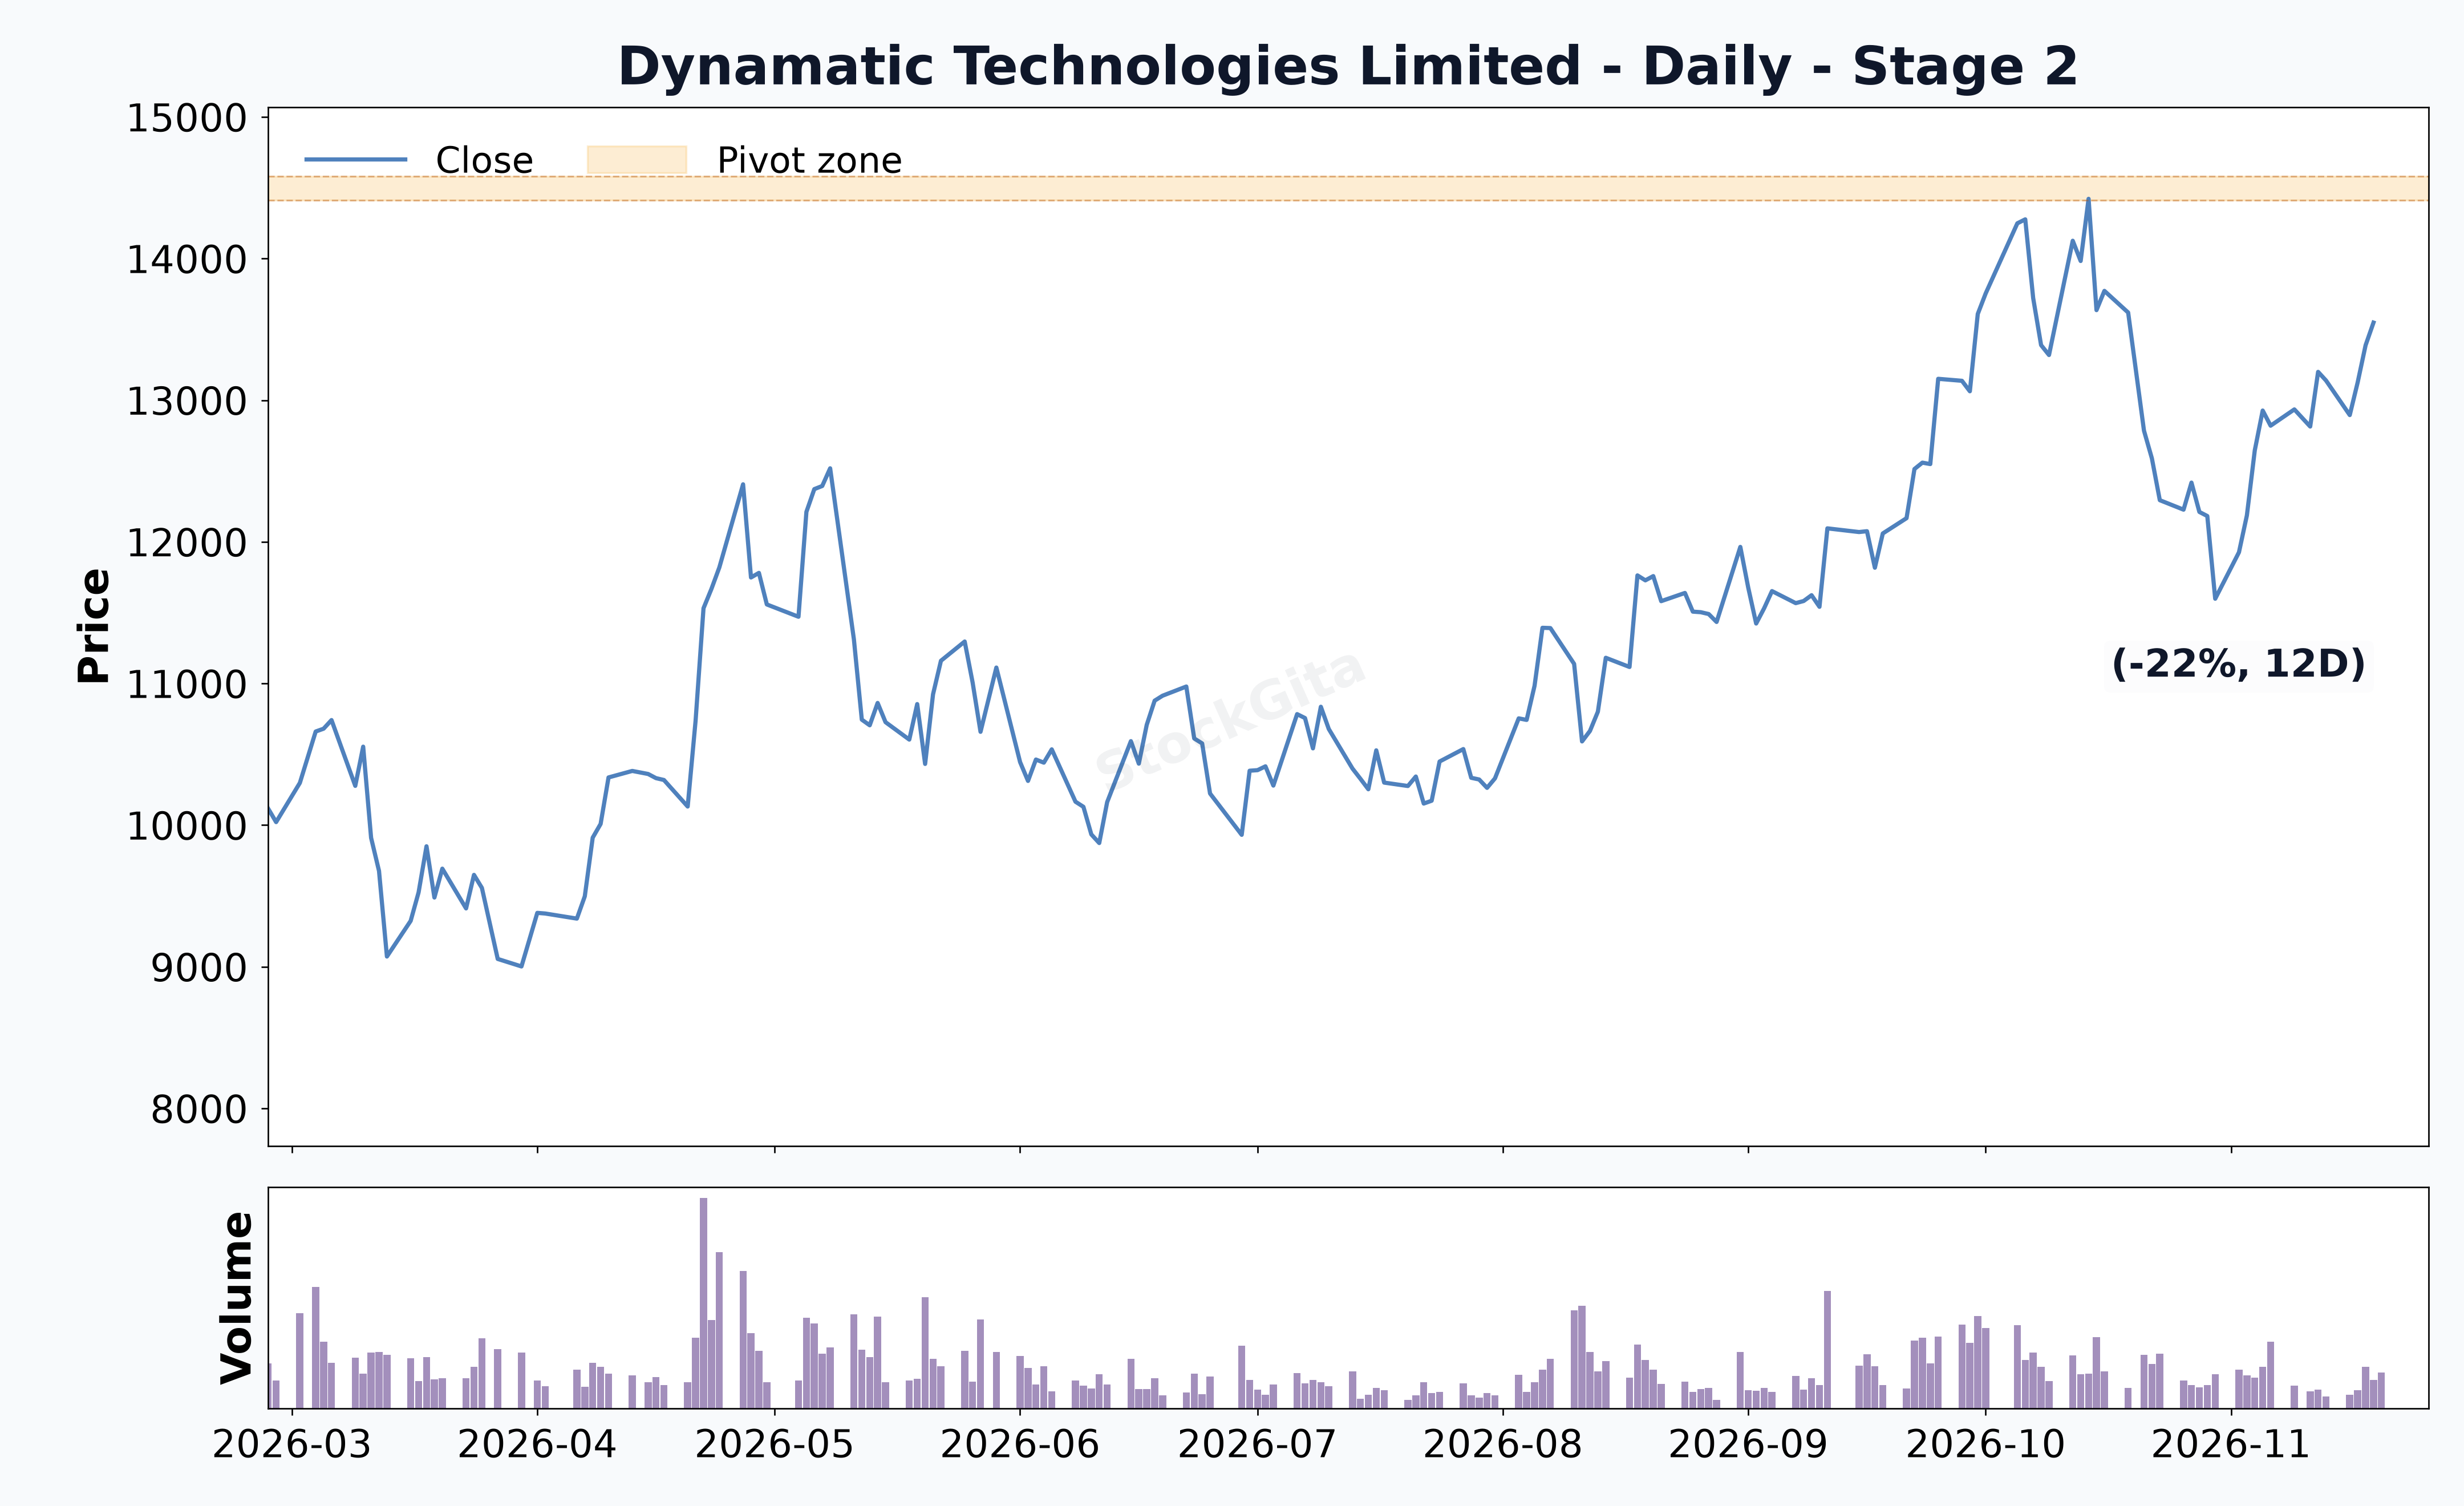 Dynamatic Technologies Limited - Daily - Stage 2
Close
Pivot zone
Price
15000
14000
13000
12000
11000
10000
9000
8000
(-22%, 12D)
StockGita
Volume
2026-03
2026-04
2026-05
2026-06
2026-07
2026-08
2026-09
2026-10
2026-11